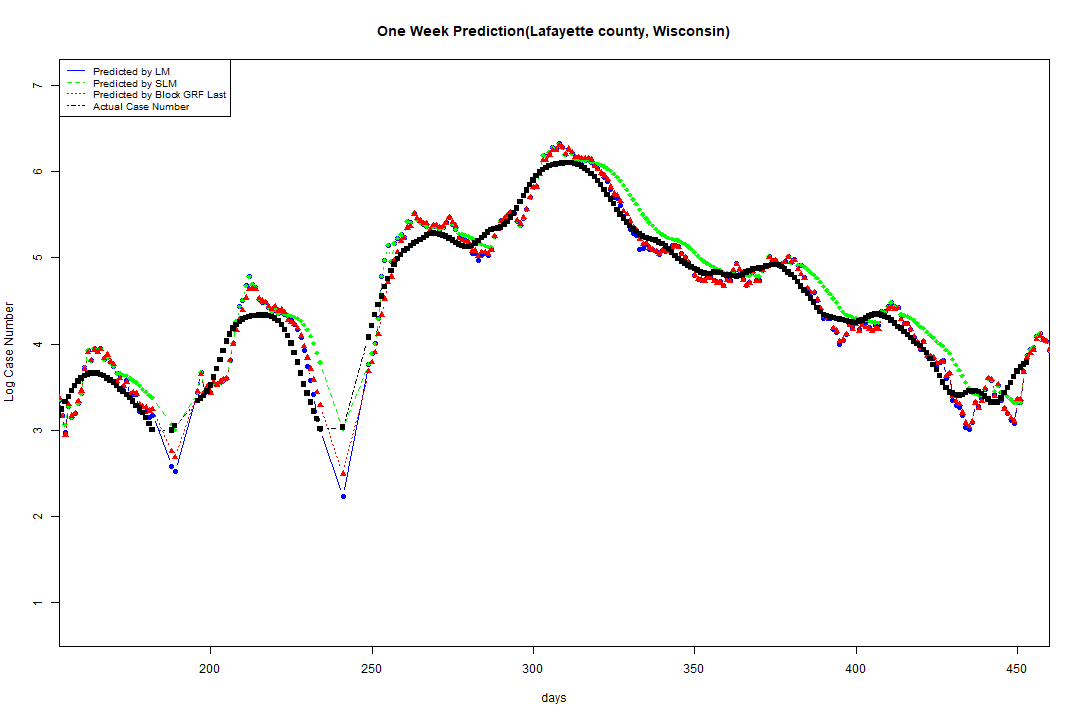 One Week Prediction(Lafayette county, Wisconsin)
Predicted by LM
Predicted by SLM
Predicted by Block GRF Last
Actual Case Number
7
6
5
4
3
2
1
Log Case Number
200 250 300 350 400 450
days